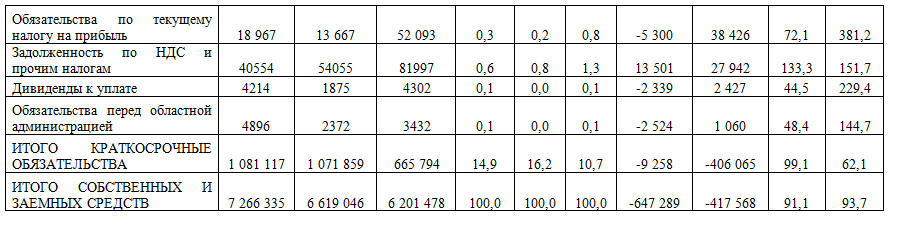 Обязательства по текущему
налогу на прибыль 18 967 13 667 52 093 0,3 0,2 0,8 -5 300 38 426 72,1 381,2
Задолженность по НДС и
прочим налогам 40554 54055 81997 0,6 0,8 1,3 13 501 27 942 133,3 151,7
Дивиденды к уплате 4214 1875 4302 0,1 0,0 0,1 -2 339 2 427 44,5 229,4
Обязательства перед областной
администрацией 4896 2372 3432 0,1 0,0 0,1 -2 524 1 060 48,4 144,7
ИТОГО КРАТКОСРОЧНЫЕ
ОБЯЗАТЕЛЬСТВА 1 081 117 1 071 859 665 794 14,9 16,2 10,7 -9 258 -406 065 99,1 62,1
ИТОГО СОБСТВЕННЫХ И
ЗАЕМНЫХ СРЕДСТВ 7 266 335 6 619 046 6 201 478 100,0 100,0 100,0 -647 289 -417 568 91,1 93,7